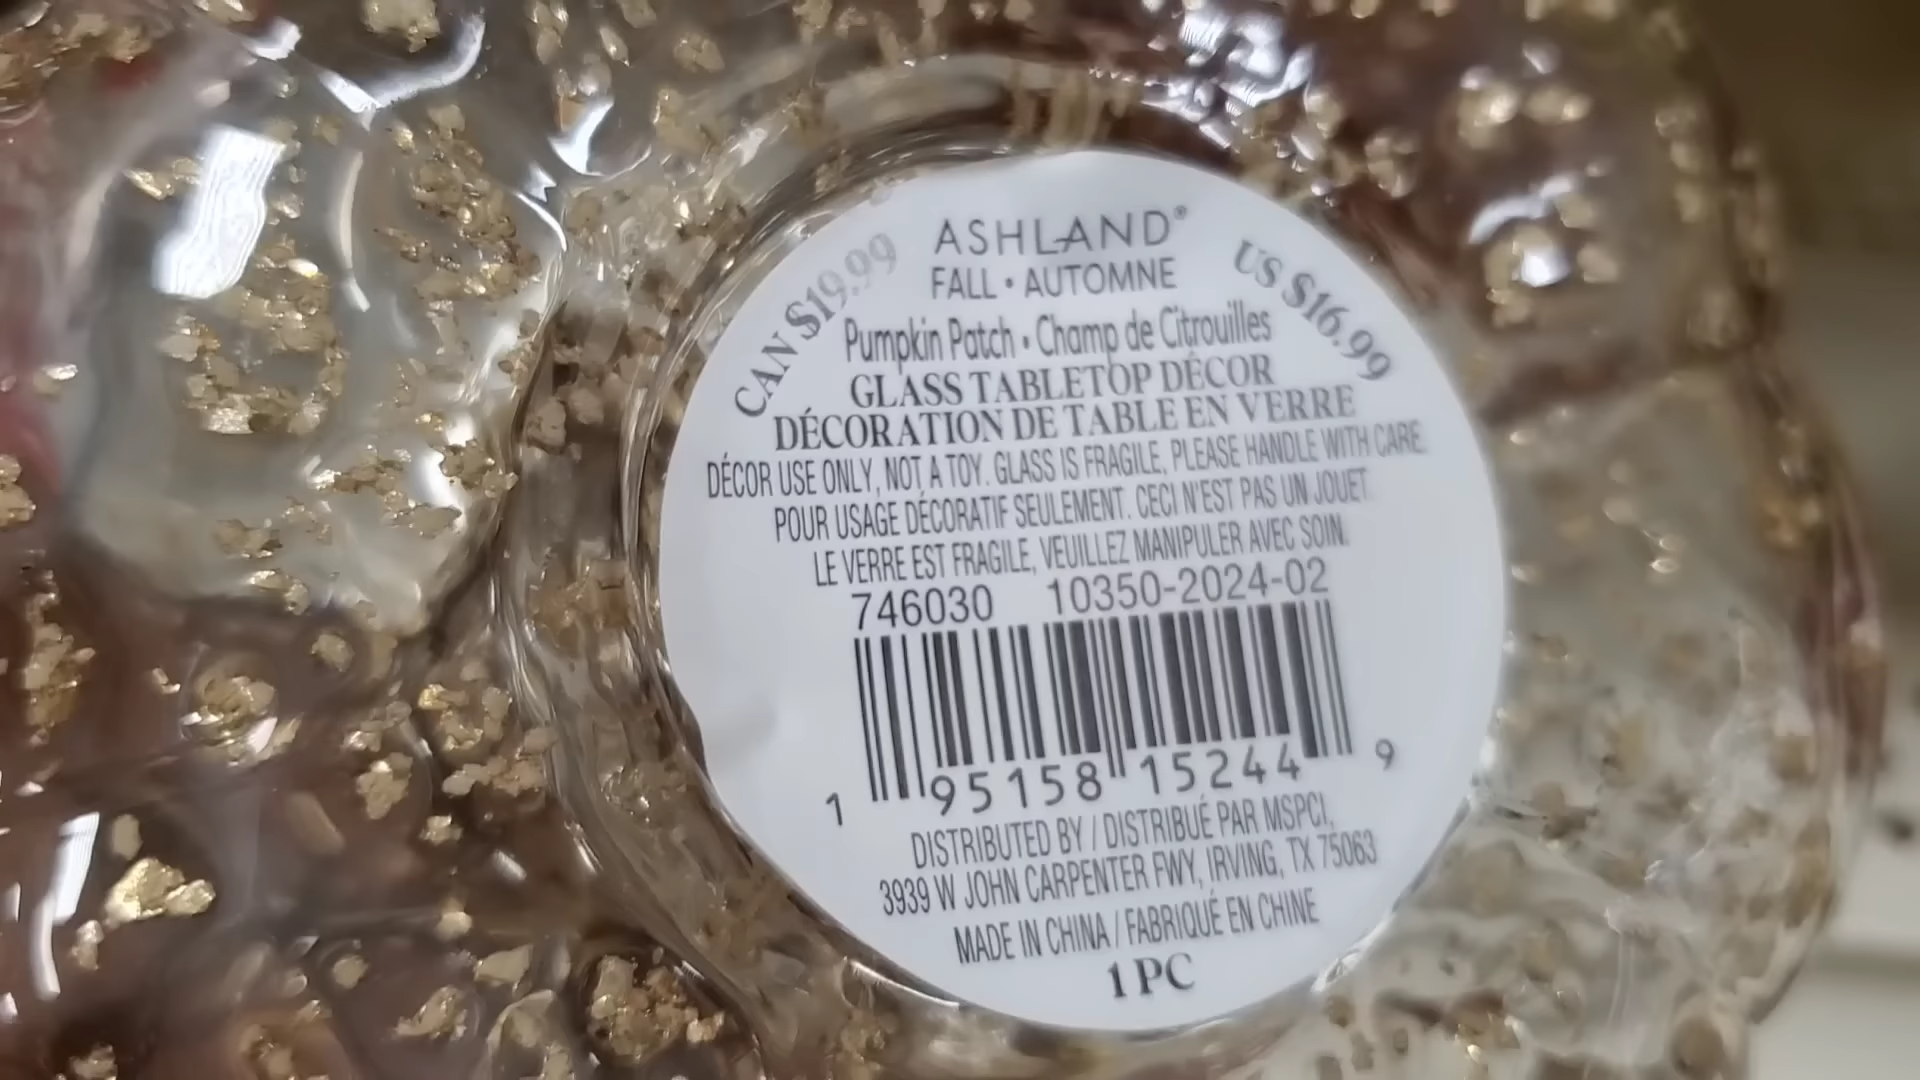 ASHLAND®
FALL • AUTOMNE
CAN $19.99
US $16.99
Pumpkin Patch • Champ de Citrouilles
GLASS TABLETOP DÉCOR
DÉCORATION DE TABLE EN VERRE
DÉCOR USE ONLY, NOT A TOY. GLASS IS FRAGILE, PLEASE HANDLE WITH CARE.
POUR USAGE DÉCORATIF SEULEMENT. CECI N'EST PAS UN JOUET.
LE VERRE EST FRAGILE, VEUILLEZ MANIPULER AVEC SOIN.
746030 10350-2024-02
1 95158 15244 9
DISTRIBUTED BY / DISTRIBUÉ PAR MSPCI,
3939 W JOHN CARPENTER FWY, IRVING, TX 75063
MADE IN CHINA / FABRIQUÉ EN CHINE
1 PC